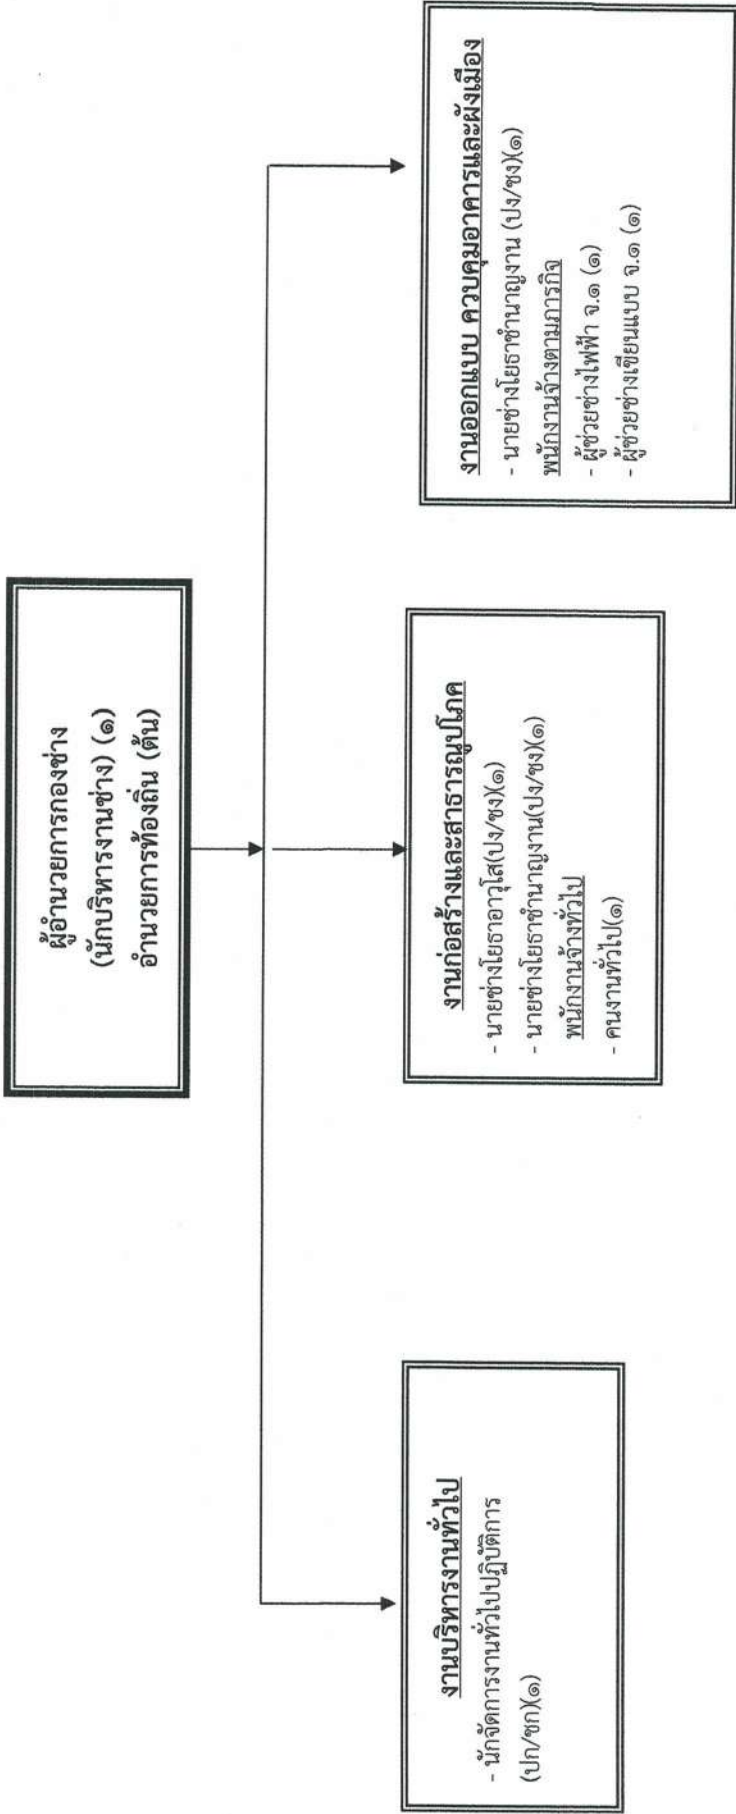 ผู้อำนวยการกองช่าง
(นักบริหารงานช่าง) (๑)
อำนวยการท้องถิ่น (ต้น)
งานบริหารงานทั่วไป
- นักจัดการงานทั่วไปปฏิบัติการ
(ปก/ชก)(๑)
งานก่อสร้างและสาธารณูปโภค
- นายช่างโยธาอาวุโส(ปง/ชง)(๑)
- นายช่างโยธาชำนาญงาน(ปง/ชง)(๑)
พนักงานจ้างทั่วไป
- คนงานทั่วไป(๑)
งานออกแบบ ควบคุมอาคารและผังเมือง
- นายช่างโยธาชำนาญงาน (ปง/ชง)(๑)
พนักงานจ้างตามภารกิจ
- ผู้ช่วยช่างไฟฟ้า จ.๑ (๑)
- ผู้ช่วยช่างเขียนแบบ จ.๑ (๑)